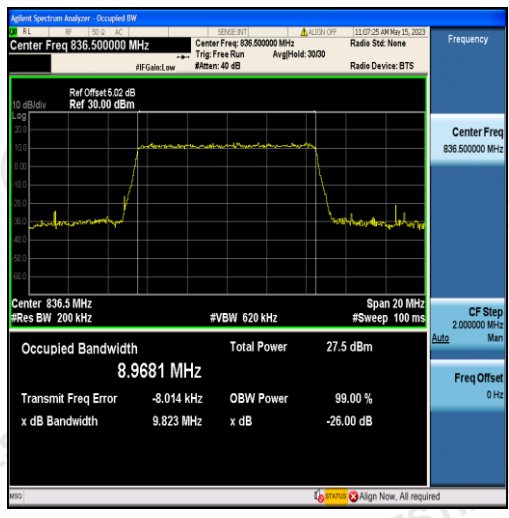 Agilent Spectrum Analyzer - Occupied BW
RL RF 50 Ω AC SENSE:INT ALIGN OFF 11:07:25 AM May 15, 2023
Center Freq 836.500000 MHz
Center Freq: 836.500000 MHz
Radio Std: None
Trig: Free Run Avg|Hold: 30/30
#IFGain:Low #Atten: 40 dB Radio Device: BTS
Ref Offset 5.02 dB
10 dB/div Ref 30.00 dBm
Log
20.0
10.0
0.00
-10.0
-20.0
-30.0
-40.0
-50.0
-60.0
Center 836.5 MHz Span 20 MHz
#Res BW 200 kHz #VBW 620 kHz #Sweep 100 ms
Occupied Bandwidth Total Power 27.5 dBm
8.9681 MHz
Transmit Freq Error -8.014 kHz OBW Power 99.00 %
x dB Bandwidth 9.823 MHz x dB -26.00 dB
MSG STATUS Align Now, All required
Frequency
Center Freq
836.500000 MHz
CF Step
2.000000 MHz
Auto Man
Freq Offset
0 Hz